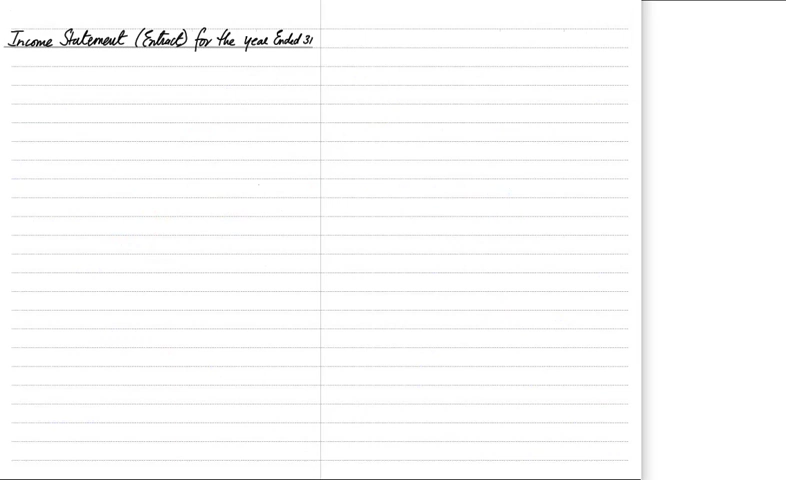 Income Statement (Extract) for the year Ended 31